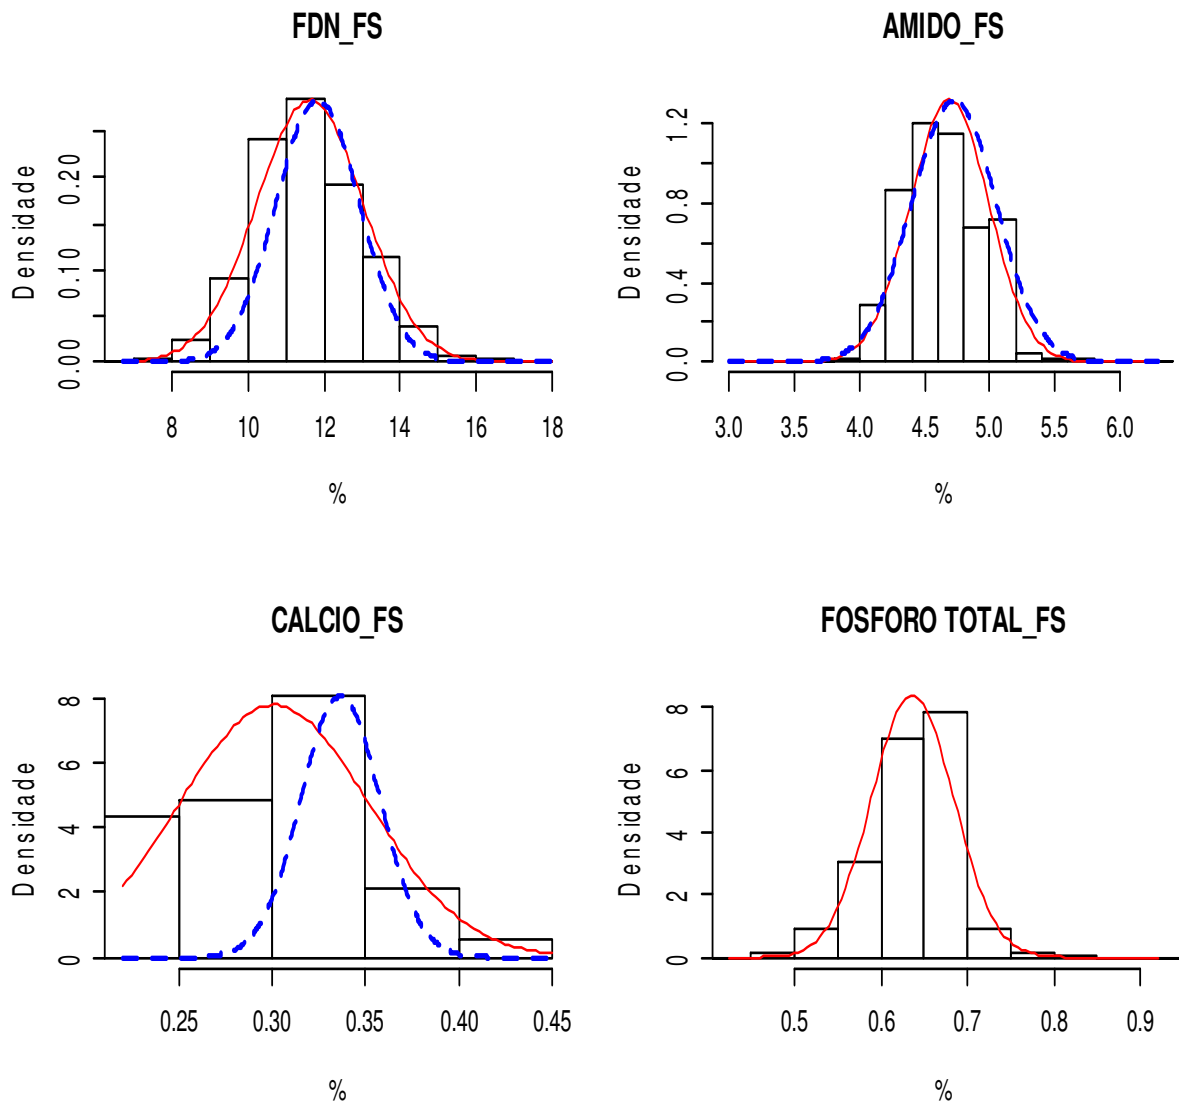 FDN_FS
Densidade
0.00 0.10 0.20
8 10 12 14 16 18
%
AMIDO_FS
Densidade
0.0 0.4 0.8 1.2
3.0 3.5 4.0 4.5 5.0 5.5 6.0
%
CALCIO_FS
Densidade
0 2 4 6 8
0.25 0.30 0.35 0.40 0.45
%
FOSFORO TOTAL_FS
Densidade
0 2 4 6 8
0.5 0.6 0.7 0.8 0.9
%